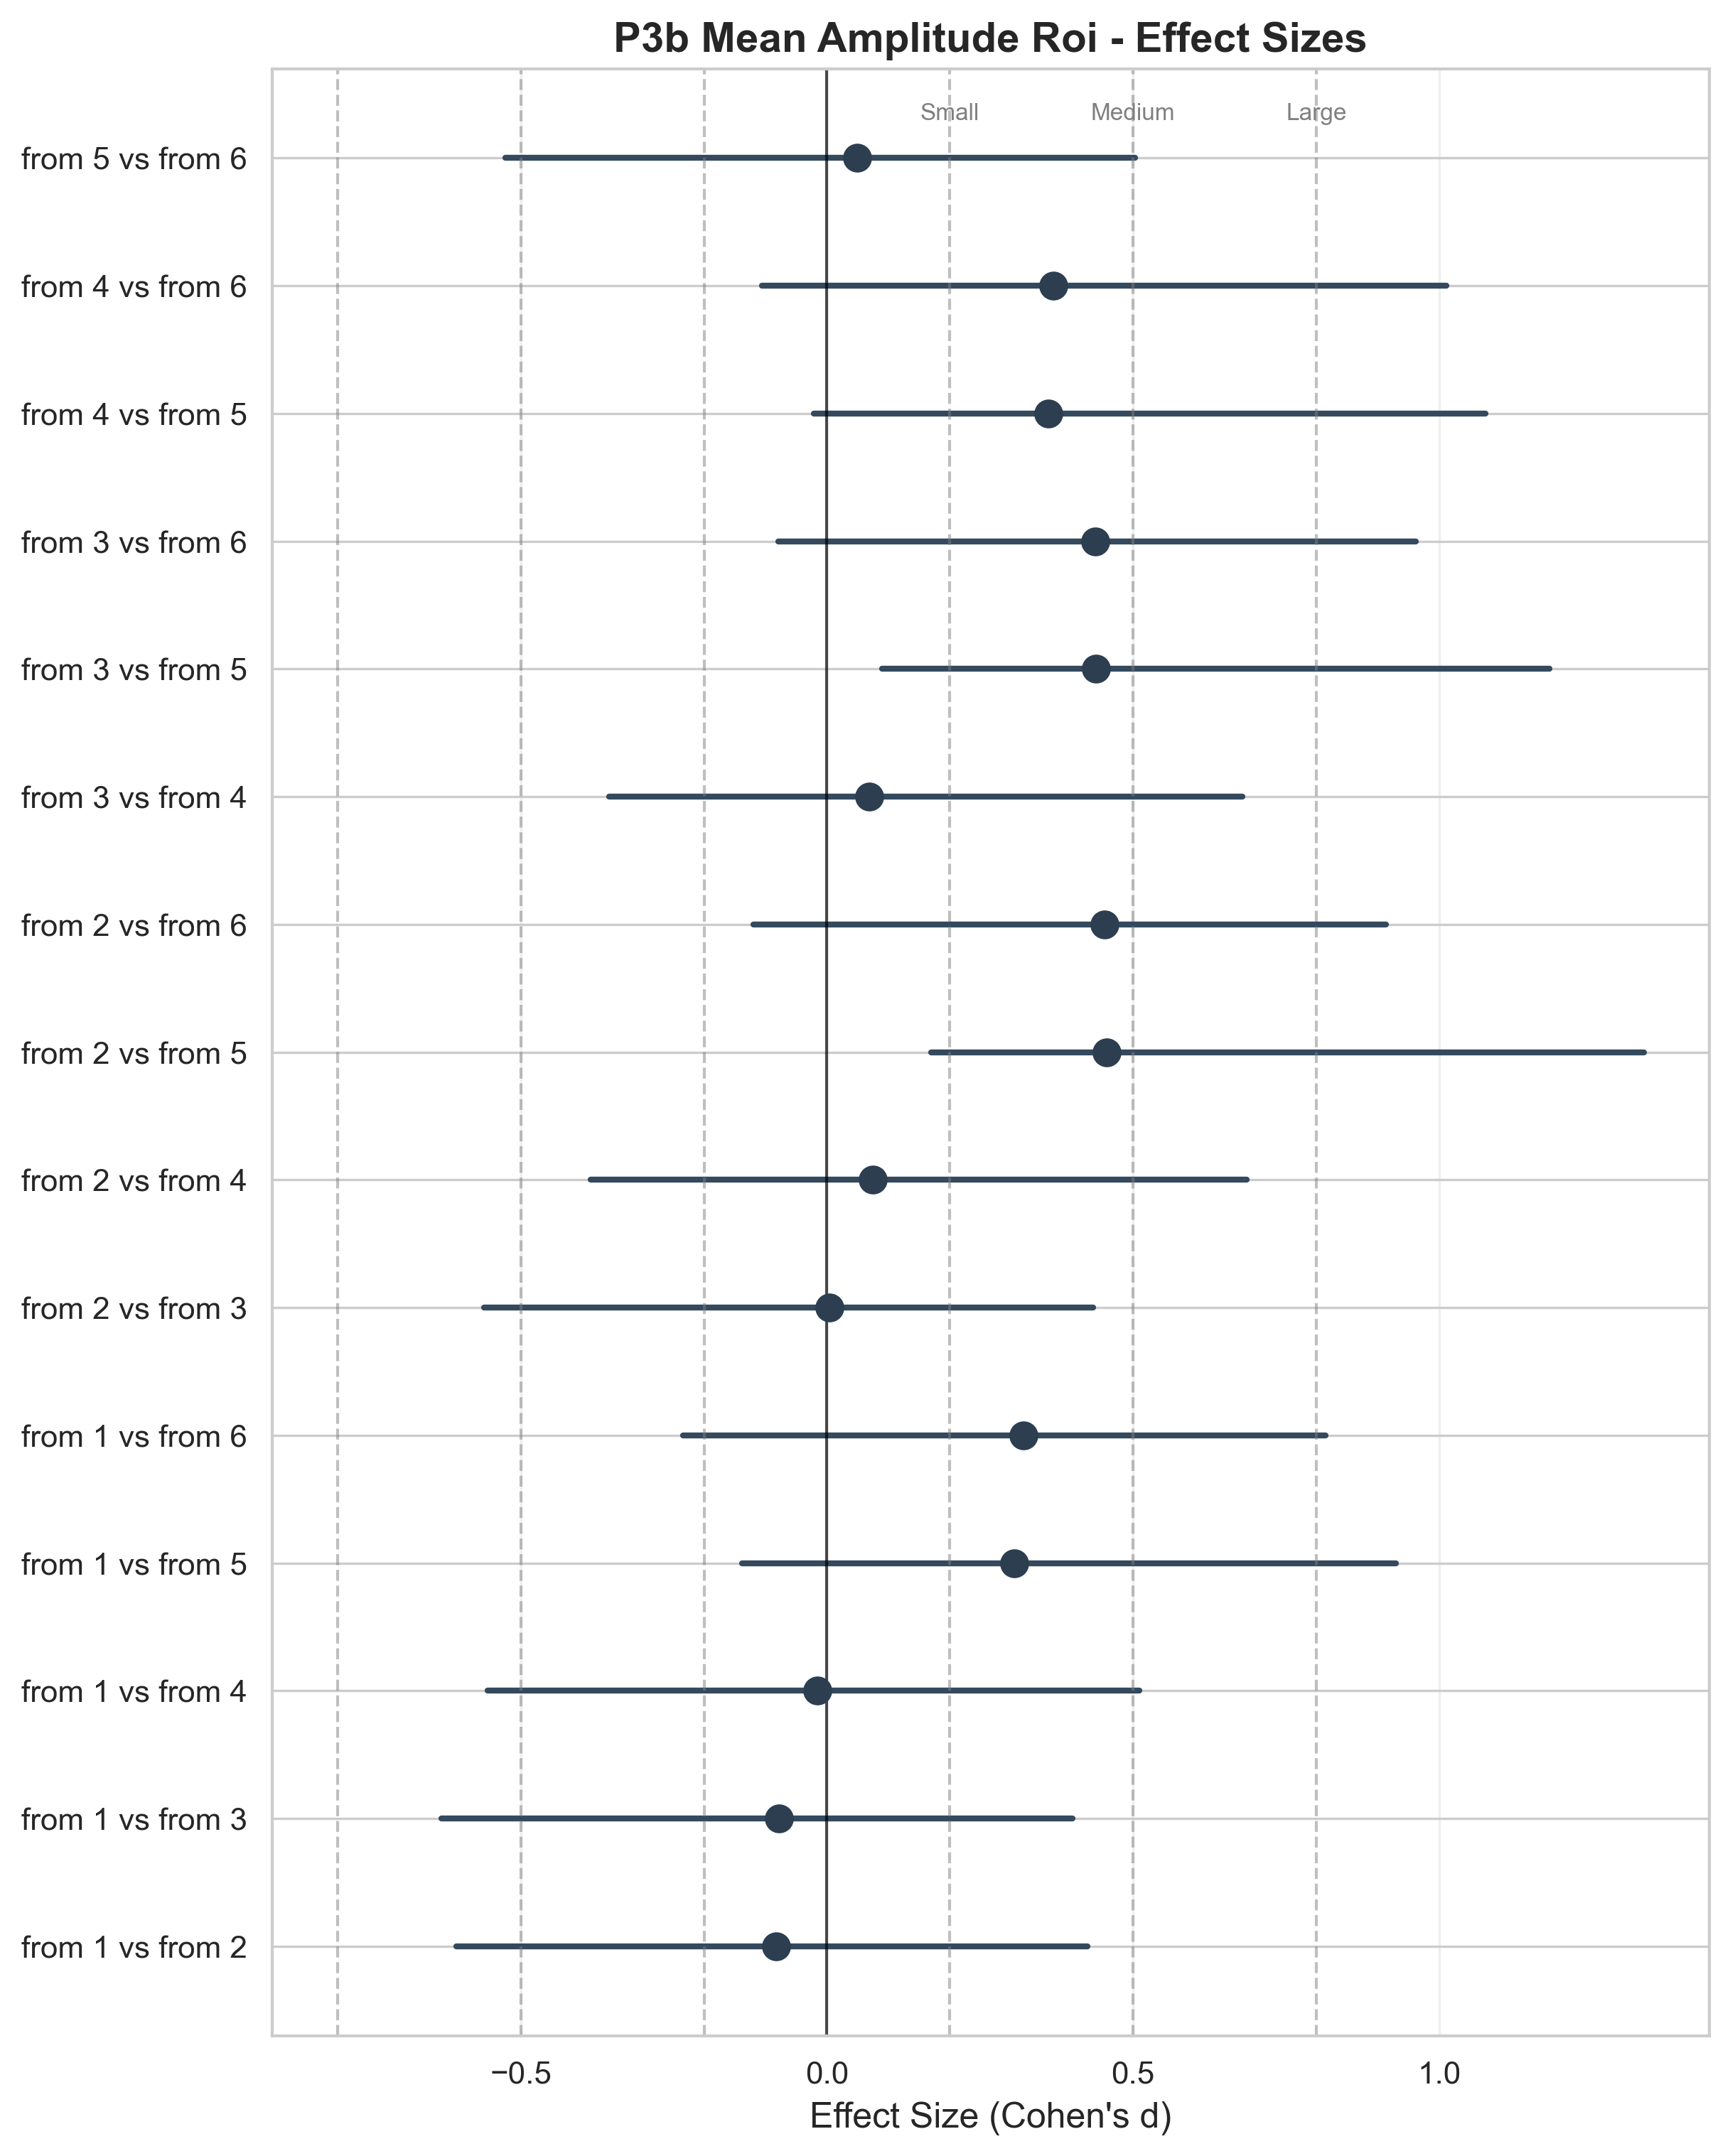 P3b Mean Amplitude Roi - Effect Sizes
Small Medium Large
from 5 vs from 6
from 4 vs from 6
from 4 vs from 5
from 3 vs from 6
from 3 vs from 5
from 3 vs from 4
from 2 vs from 6
from 2 vs from 5
from 2 vs from 4
from 2 vs from 3
from 1 vs from 6
from 1 vs from 5
from 1 vs from 4
from 1 vs from 3
from 1 vs from 2
−0.5 0.0 0.5 1.0
Effect Size (Cohen's d)